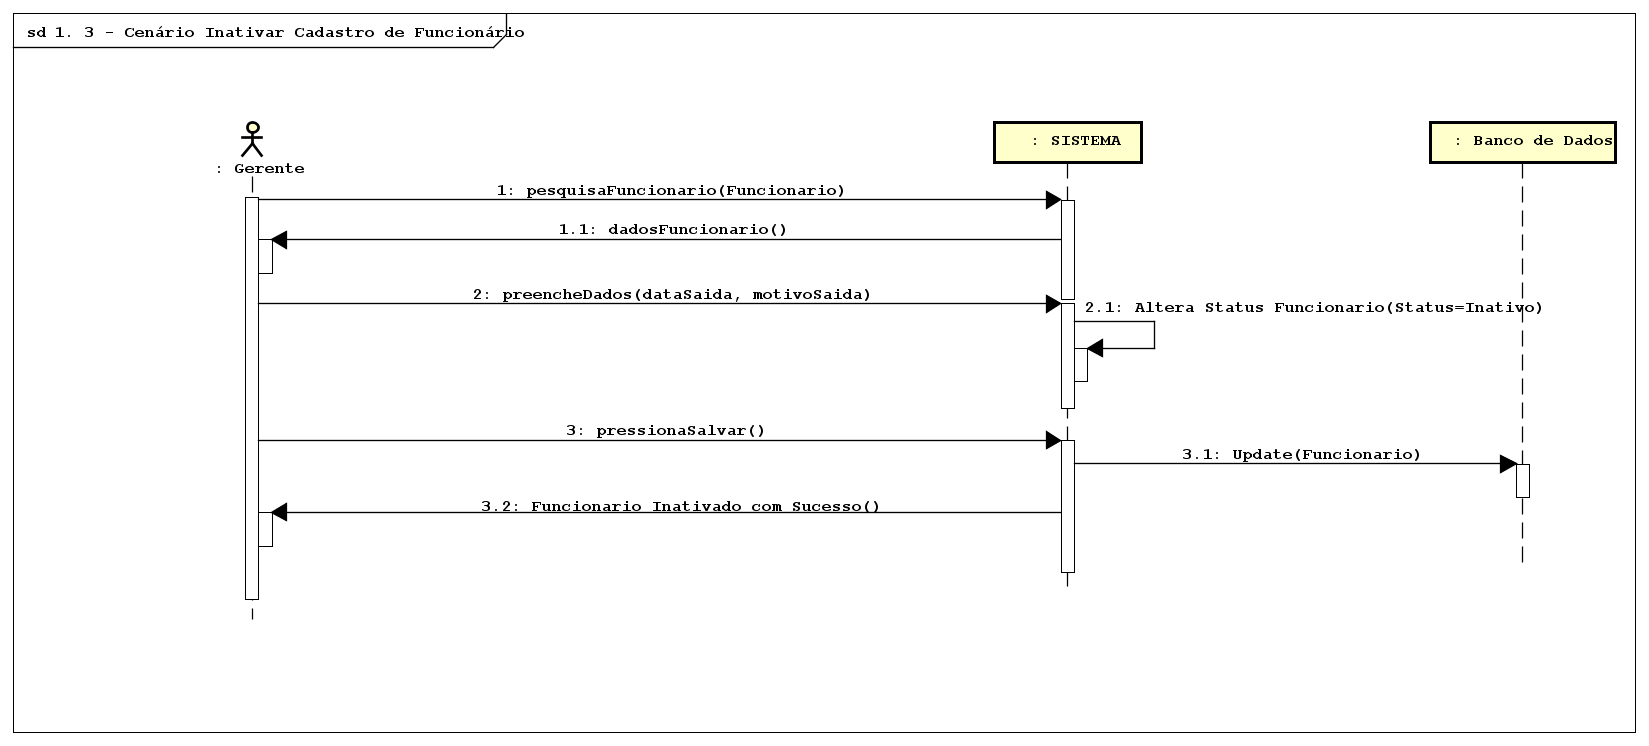 sd 1. 3 - Cenário Inativar Cadastro de Funcionário
: Gerente
: SISTEMA
: Banco de Dados
1: pesquisaFuncionario(Funcionario)
1.1: dadosFuncionario()
2: preencheDados(dataSaida, motivoSaida)
2.1: Altera Status Funcionario(Status=Inativo)
3: pressionaSalvar()
3.1: Update(Funcionario)
3.2: Funcionario Inativado com Sucesso()